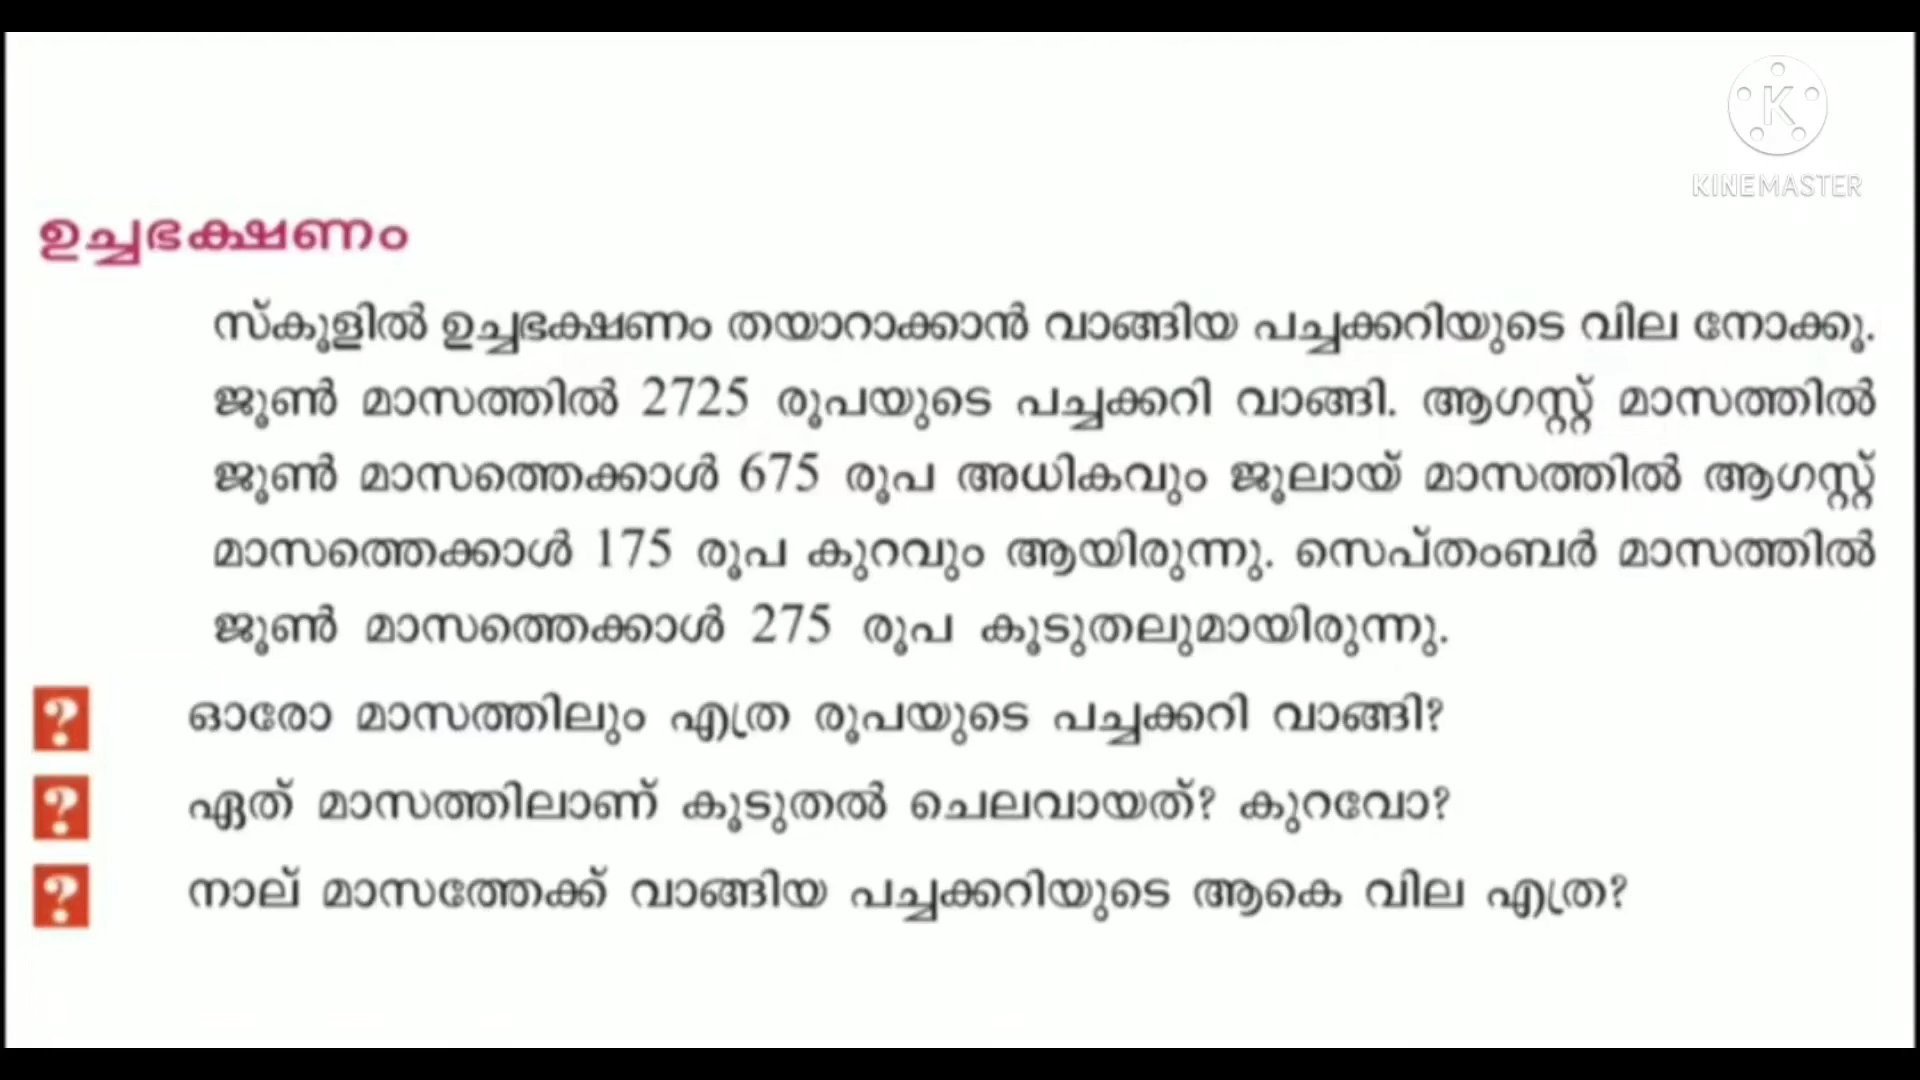 KINEMASTER
ഉച്ചഭക്ഷണം
സ്കൂളിൽ ഉച്ചഭക്ഷണം തയാറാക്കാൻ വാങ്ങിയ പച്ചക്കറിയുടെ വില നോക്കൂ.
ജൂൺ മാസത്തിൽ 2725 രൂപയുടെ പച്ചക്കറി വാങ്ങി. ആഗസ്റ്റ് മാസത്തിൽ
ജൂൺ മാസത്തെക്കാൾ 675 രൂപ അധികവും ജൂലായ് മാസത്തിൽ ആഗസ്റ്റ്
മാസത്തെക്കാൾ 175 രൂപ കുറവും ആയിരുന്നു. സെപ്തംബർ മാസത്തിൽ
ജൂൺ മാസത്തെക്കാൾ 275 രൂപ കൂടുതലുമായിരുന്നു.
? ഓരോ മാസത്തിലും എത്ര രൂപയുടെ പച്ചക്കറി വാങ്ങി?
? ഏത് മാസത്തിലാണ് കൂടുതൽ ചെലവായത്? കുറവോ?
? നാല് മാസത്തേക്ക് വാങ്ങിയ പച്ചക്കറിയുടെ ആകെ വില എത്ര?